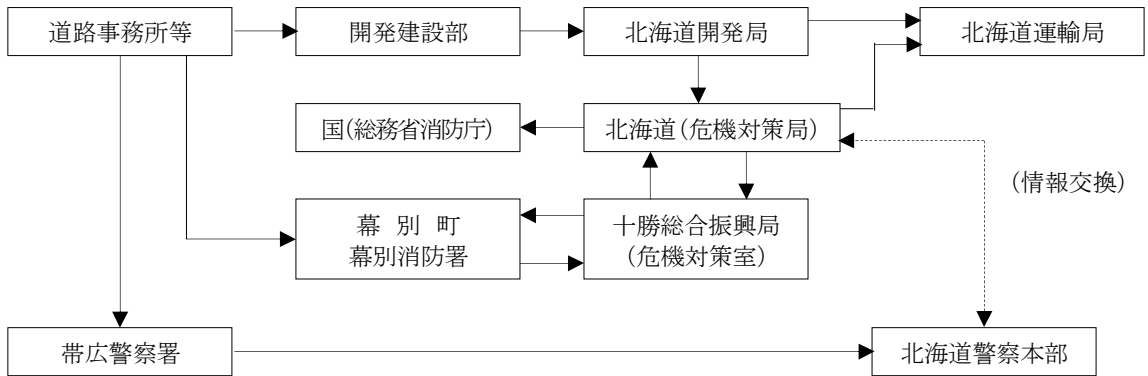 道路事務所等
開発建設部
北海道開発局
北海道運輸局
国(総務省消防庁)
北海道(危機対策局)
(情報交換)
幕別町
幕別消防署
十勝総合振興局
(危機対策室)
帯広警察署
北海道警察本部